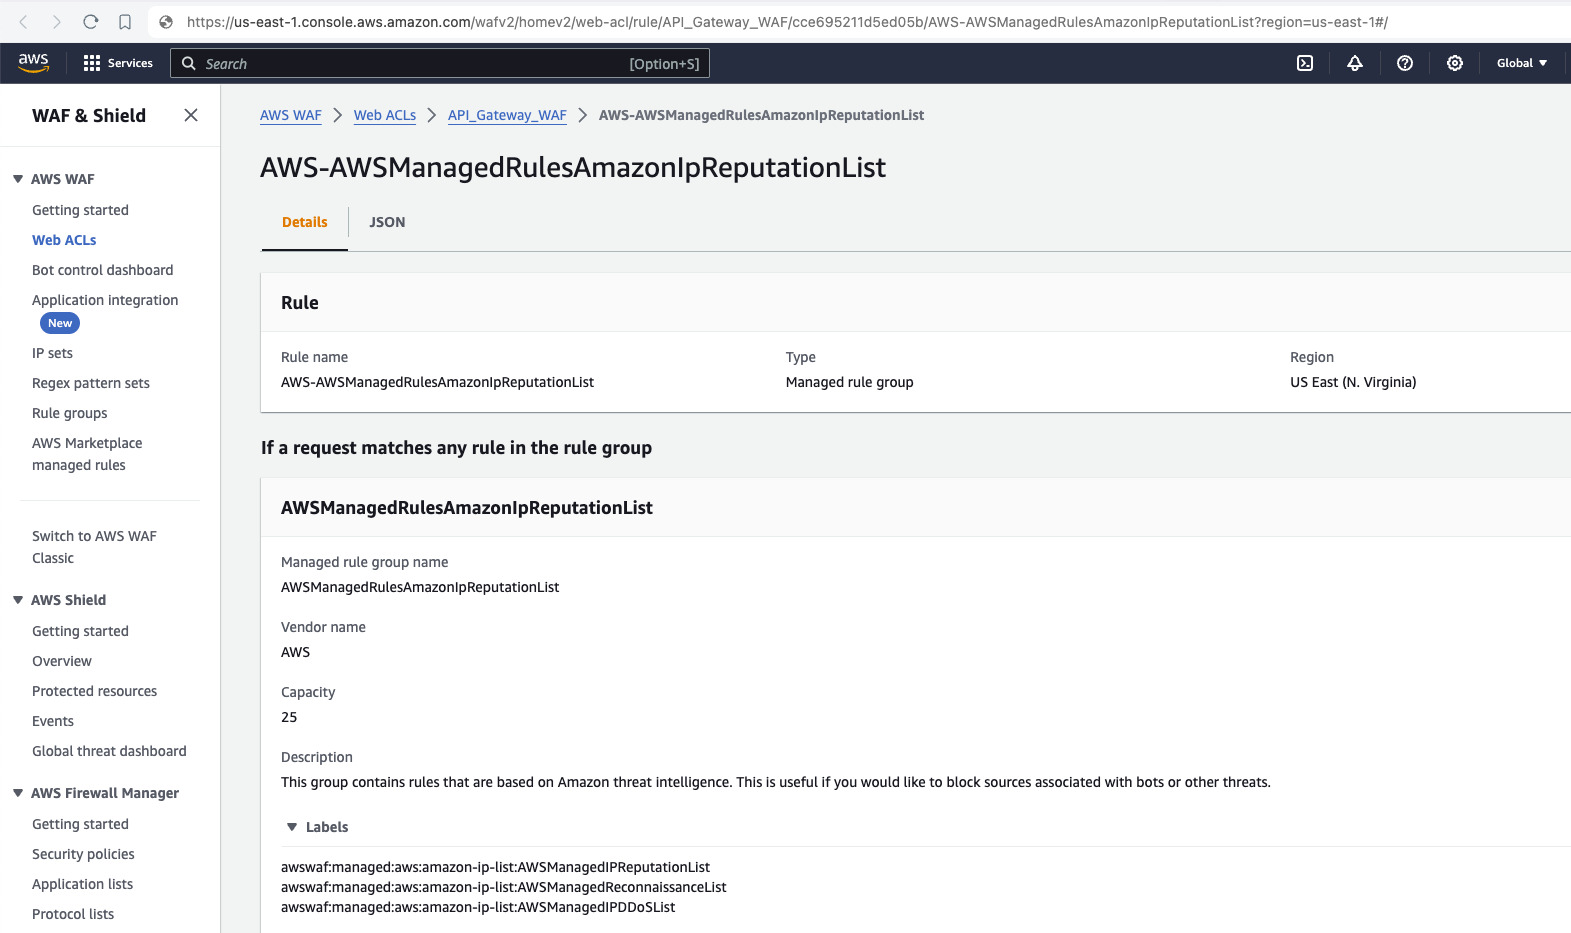 https://us-east-1.console.aws.amazon.com/wafv2/homev2/web-acl/rule/API_Gateway_WAF/cce695211d5ed05b/AWS-AWSManagedRulesAmazonIpReputationList?region=us-east-1#/
aws
Services
Search
[Option+S]
Global
WAF & Shield
AWS WAF
Getting started
Web ACLs
Bot control dashboard
Application integration
New
IP sets
Regex pattern sets
Rule groups
AWS Marketplace
managed rules
Switch to AWS WAF
Classic
AWS Shield
Getting started
Overview
Protected resources
Events
Global threat dashboard
AWS Firewall Manager
Getting started
Security policies
Application lists
Protocol lists
AWS WAF > Web ACLs > API_Gateway_WAF > AWS-AWSManagedRulesAmazonIpReputationList
AWS-AWSManagedRulesAmazonIpReputationList
Details
JSON
Rule
Rule name
AWS-AWSManagedRulesAmazonIpReputationList
Type
Managed rule group
Region
US East (N. Virginia)
If a request matches any rule in the rule group
AWSManagedRulesAmazonIpReputationList
Managed rule group name
AWSManagedRulesAmazonIpReputationList
Vendor name
AWS
Capacity
25
Description
This group contains rules that are based on Amazon threat intelligence. This is useful if you would like to block sources associated with bots or other threats.
Labels
awswaf:managed:aws:amazon-ip-list:AWSManagedIPReputationList
awswaf:managed:aws:amazon-ip-list:AWSManagedReconnaissanceList
awswaf:managed:aws:amazon-ip-list:AWSManagedIPDDoSList